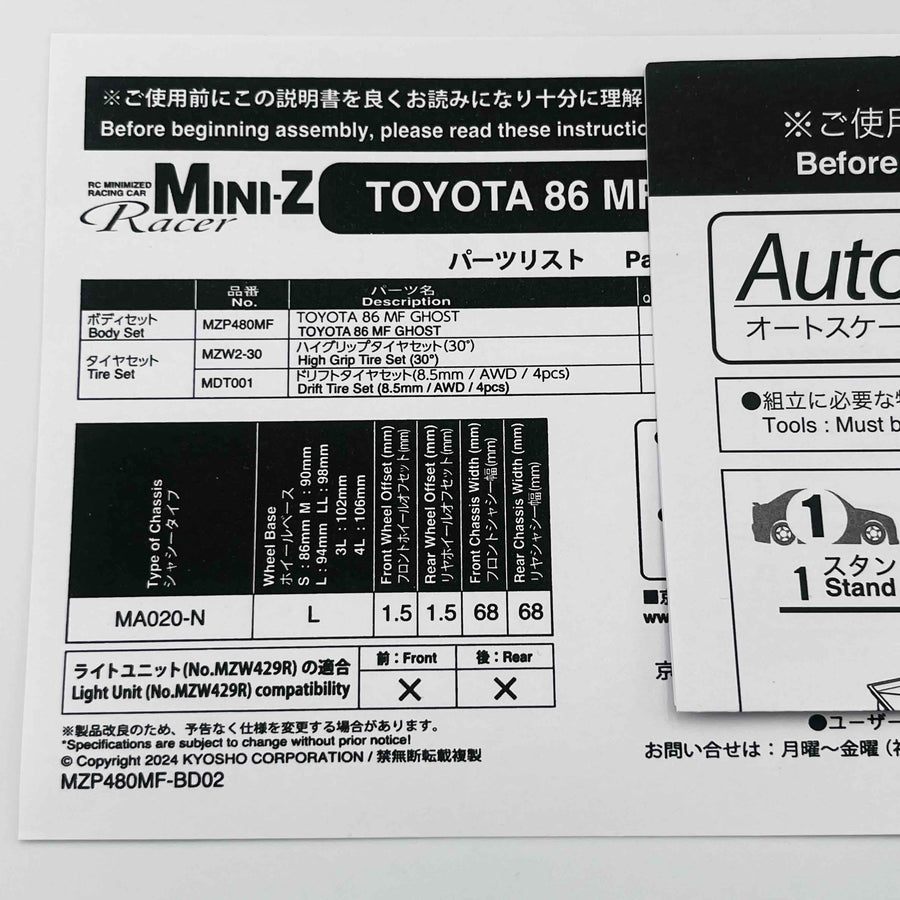 ※ご使用前にこの説明書を良くお読みになり十分に理解
Before beginning assembly, please read these
RC MINIMIZED
RACING CAR
MINI-Z
Racer
TOYOTA 86
パーツリスト
品番
No.
パーツ名
Description
ボディセット
Body Set
MZP480MF
TOYOTA 86 MF GHOST
TOYOTA 86 MF GHOST
タイヤセット
Tire Set
MZW2-30
ハイグリップタイヤセット(30°)
High Grip Tire Set (30°)
MDT001
ドリフトタイヤセット(8.5mm / AWD / 4pcs)
Drift Tire Set (8.5mm / AWD / 4pcs)
Type of Chassis
シャシータイプ
Wheel Base
ホイールベース
S : 86mm M : 90mm
L : 94mm LL : 98mm
3L : 102mm
4L : 106mm
Front Wheel Offset (mm)
フロントホイールオフセット(mm)
Rear Wheel Offset (mm)
リヤホイールオフセット(mm)
Front Chassis Width (mm)
フロントシャシー幅(mm)
Rear Chassis Width (mm)
リヤシャシー幅(mm)
MA020-N L 1.5 1.5 68 68
ライトユニット(No.MZW429R) の適合
Light Unit (No.MZW429R) compatibility
前 : Front
後 : Rear
×
×
※製品改良のため、予告なく仕様を変更する場合があります。
*Specifications are subject to change without prior notice!
© Copyright 2024 KYOSHO CORPORATION / 禁無断転載複製
MZP480MF-BD02
お問い合せは：月曜～金曜
●ユーザー
※ご使用
Before
Auto
オートスケー
●組立に必要な
Tools : Must
1
1 スタン
Stand